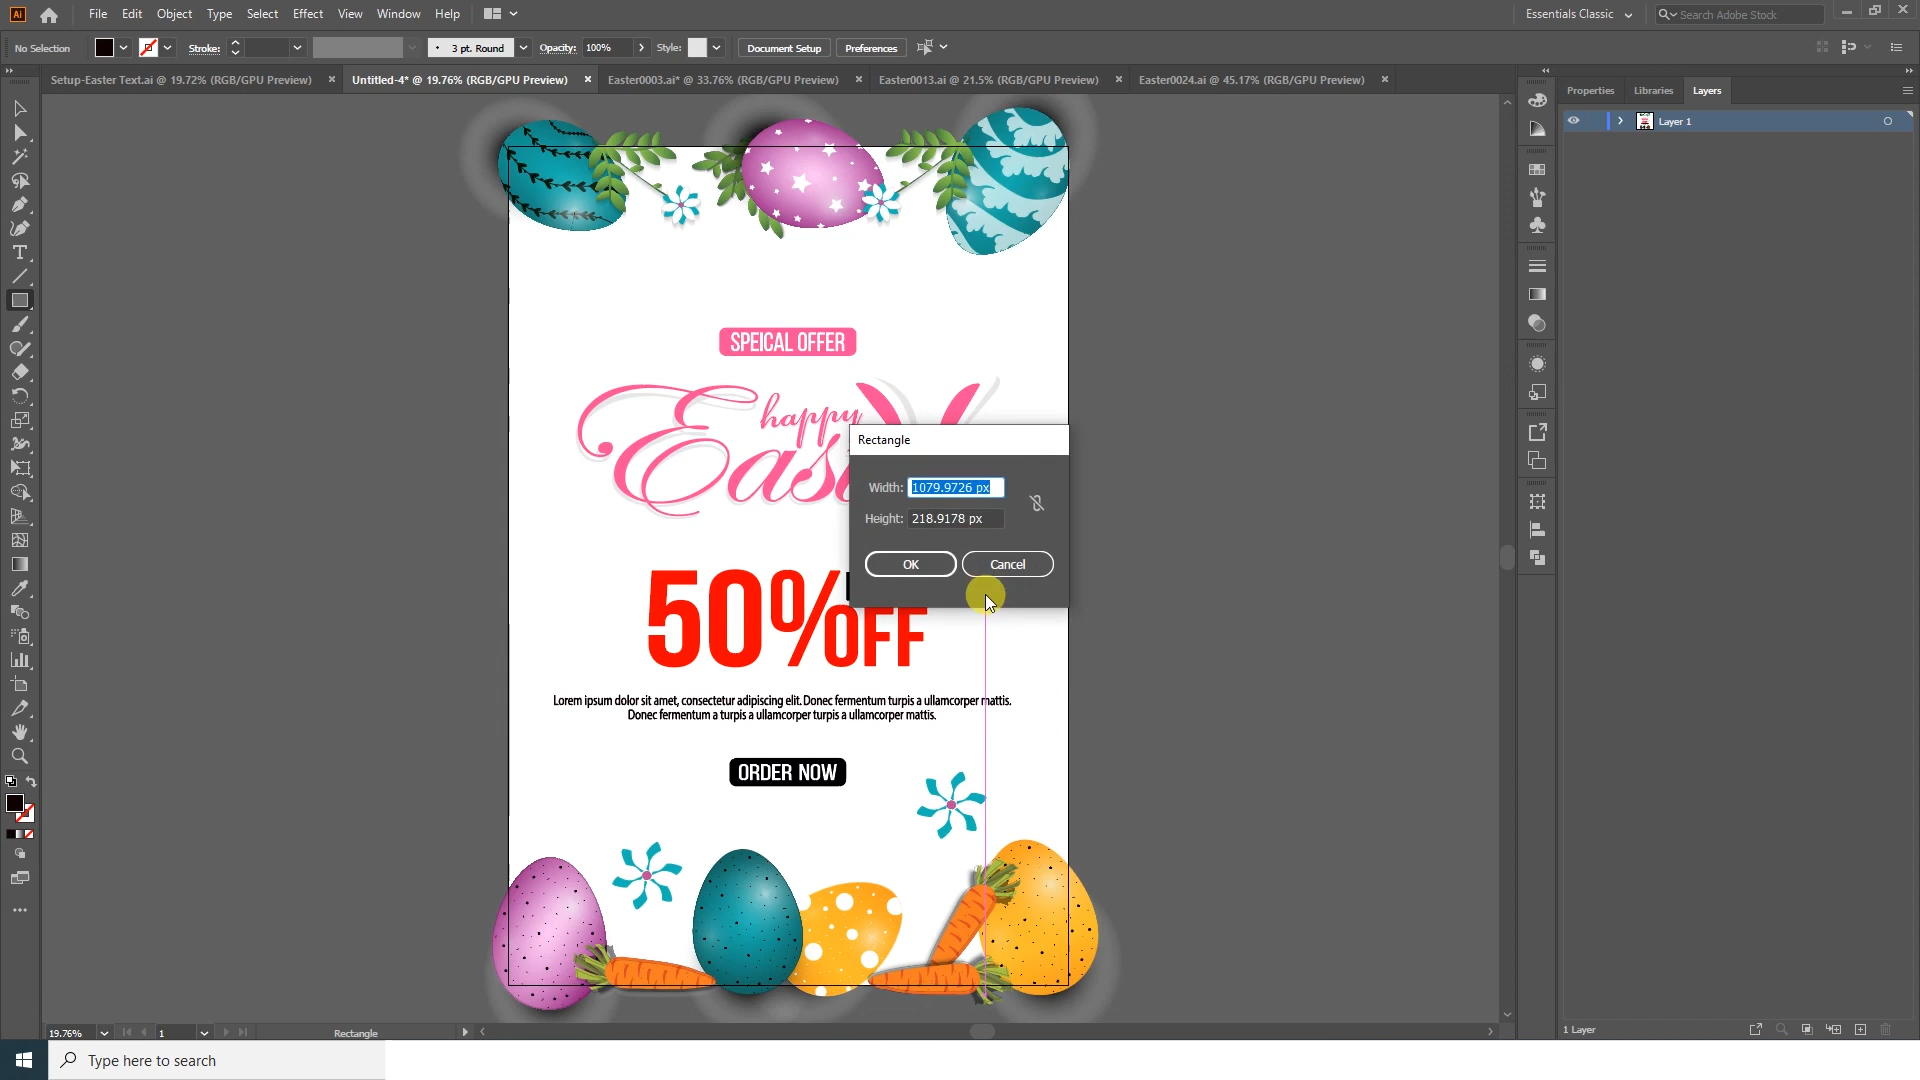 Ai File Edit Object Type Select Effect View Window Help Essentials Classic Search Adobe Stock
No Selection Stroke: 3 pt. Round Opacity: 100% Style: Document Setup Preferences
Setup-Easter Text.ai @ 19.72% (RGB/GPU Preview) Untitled-4* @ 19.76% (RGB/GPU Preview) Easter0003.ai* @ 33.76% (RGB/GPU Preview) Easter0013.ai @ 21.5% (RGB/GPU Preview) Easter0024.ai @ 45.17% (RGB/GPU Preview)
Properties Libraries Layers
Layer 1
SPEICAL OFFER
happy
Rectangle
Width: 1079.9726 px
Height: 218.9178 px
OK Cancel
50%OFF
Lorem ipsum dolor sit amet, consectetur adipiscing elit. Donec fermentum turpis a ullamcorper mattis.
Donec fermentum a turpis a ullamcorper turpis a ullamcorper mattis.
ORDER NOW
19.76% 1 Rectangle
1 Layer
Type here to search